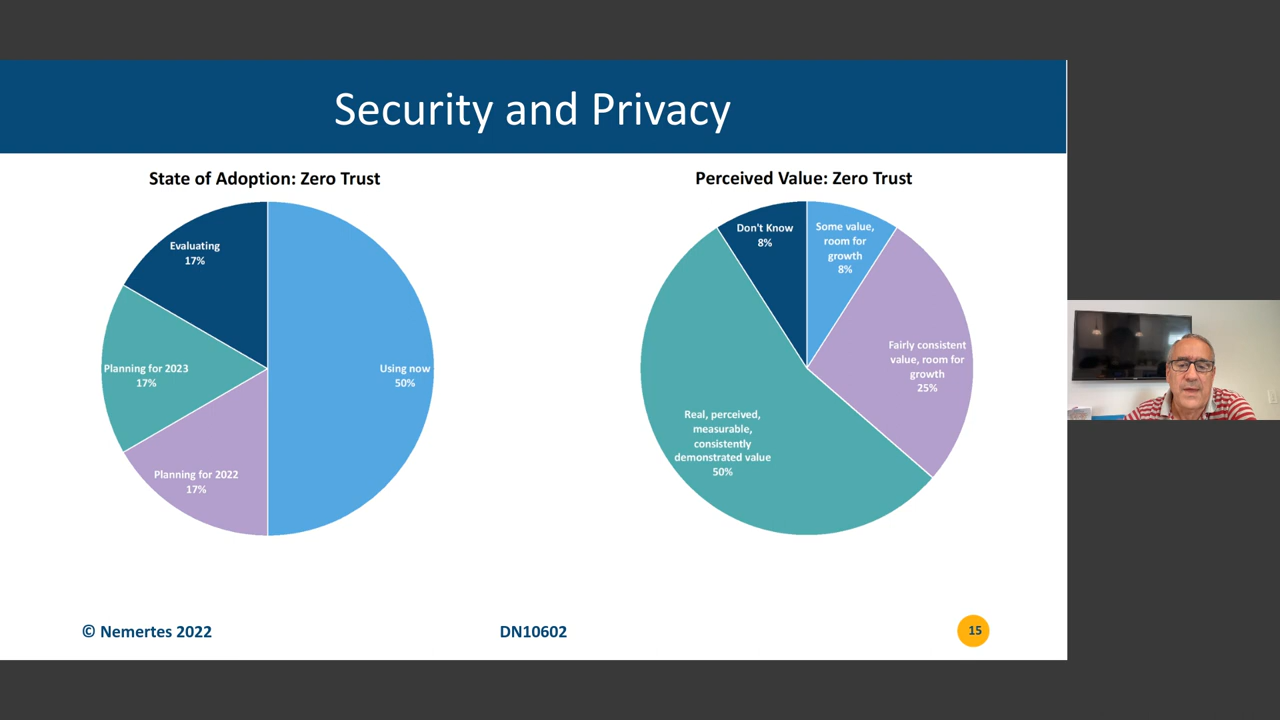 Security and Privacy
State of Adoption: Zero Trust
Evaluating
17%
Planning for 2023
17%
Planning for 2022
17%
Using now
50%
Perceived Value: Zero Trust
Don't Know
8%
Some value,
room for
growth
8%
Fairly consistent
value, room for
growth
25%
Real, perceived,
measurable,
consistently
demonstrated value
50%
© Nemertes 2022
DN10602
15